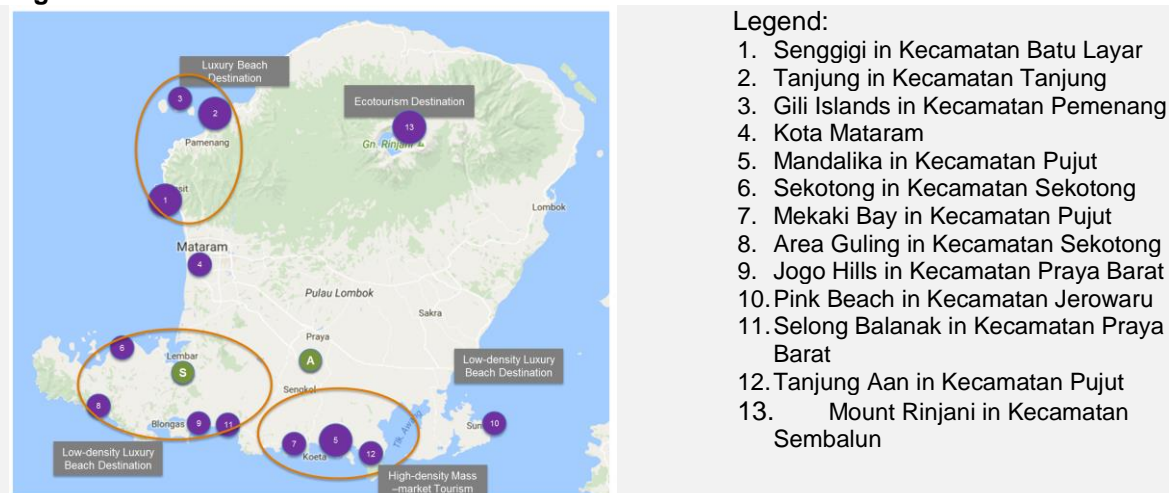 Luxury Beach
Destination
3
2
Ecotourism Destination
13
Pamenang
Gn. Rinjani
1
sit
Lombok
Mataram
4
Pulau Lombok
Sakra
Praya
6
Lembar
S
A
Sengkol
Low-density Luxury
Beach Destination
8
Blongas
9
11
7
5
12
Koeta
Tlk. Awang
Sun
10
Low-density Luxury
Beach Destination
High-density Mass
–market Tourism
Legend:
1. Senggigi in Kecamatan Batu Layar
2. Tanjung in Kecamatan Tanjung
3. Gili Islands in Kecamatan Pemenang
4. Kota Mataram
5. Mandalika in Kecamatan Pujut
6. Sekotong in Kecamatan Sekotong
7. Mekaki Bay in Kecamatan Pujut
8. Area Guling in Kecamatan Sekotong
9. Jogo Hills in Kecamatan Praya Barat
10. Pink Beach in Kecamatan Jerowaru
11. Selong Balanak in Kecamatan Praya
Barat
12. Tanjung Aan in Kecamatan Pujut
13. Mount Rinjani in Kecamatan
Sembalun